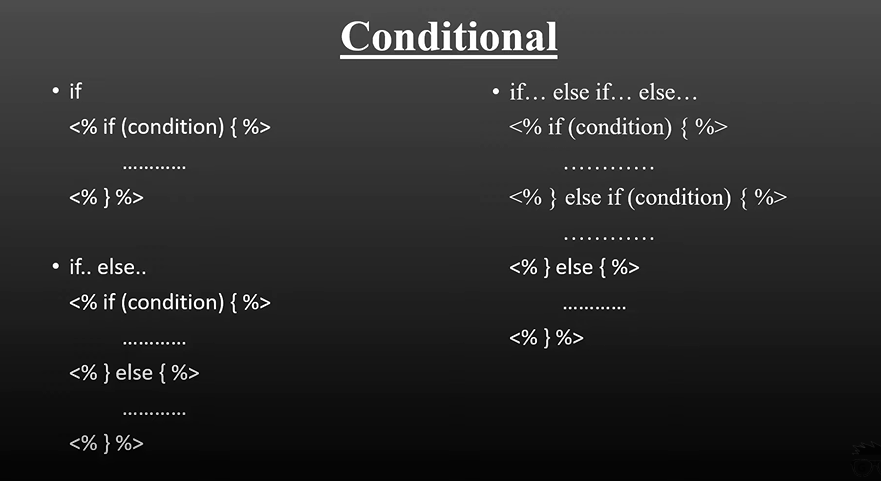 Conditional
• if
<% if (condition) { %>
…………
<% } %>
• if.. else..
<% if (condition) { %>
…………
<% } else { %>
…………
<% } %>
• if… else if… else…
<% if (condition) { %>
…………
<% } else if (condition) { %>
…………
<% } else { %>
…………
<% } %>